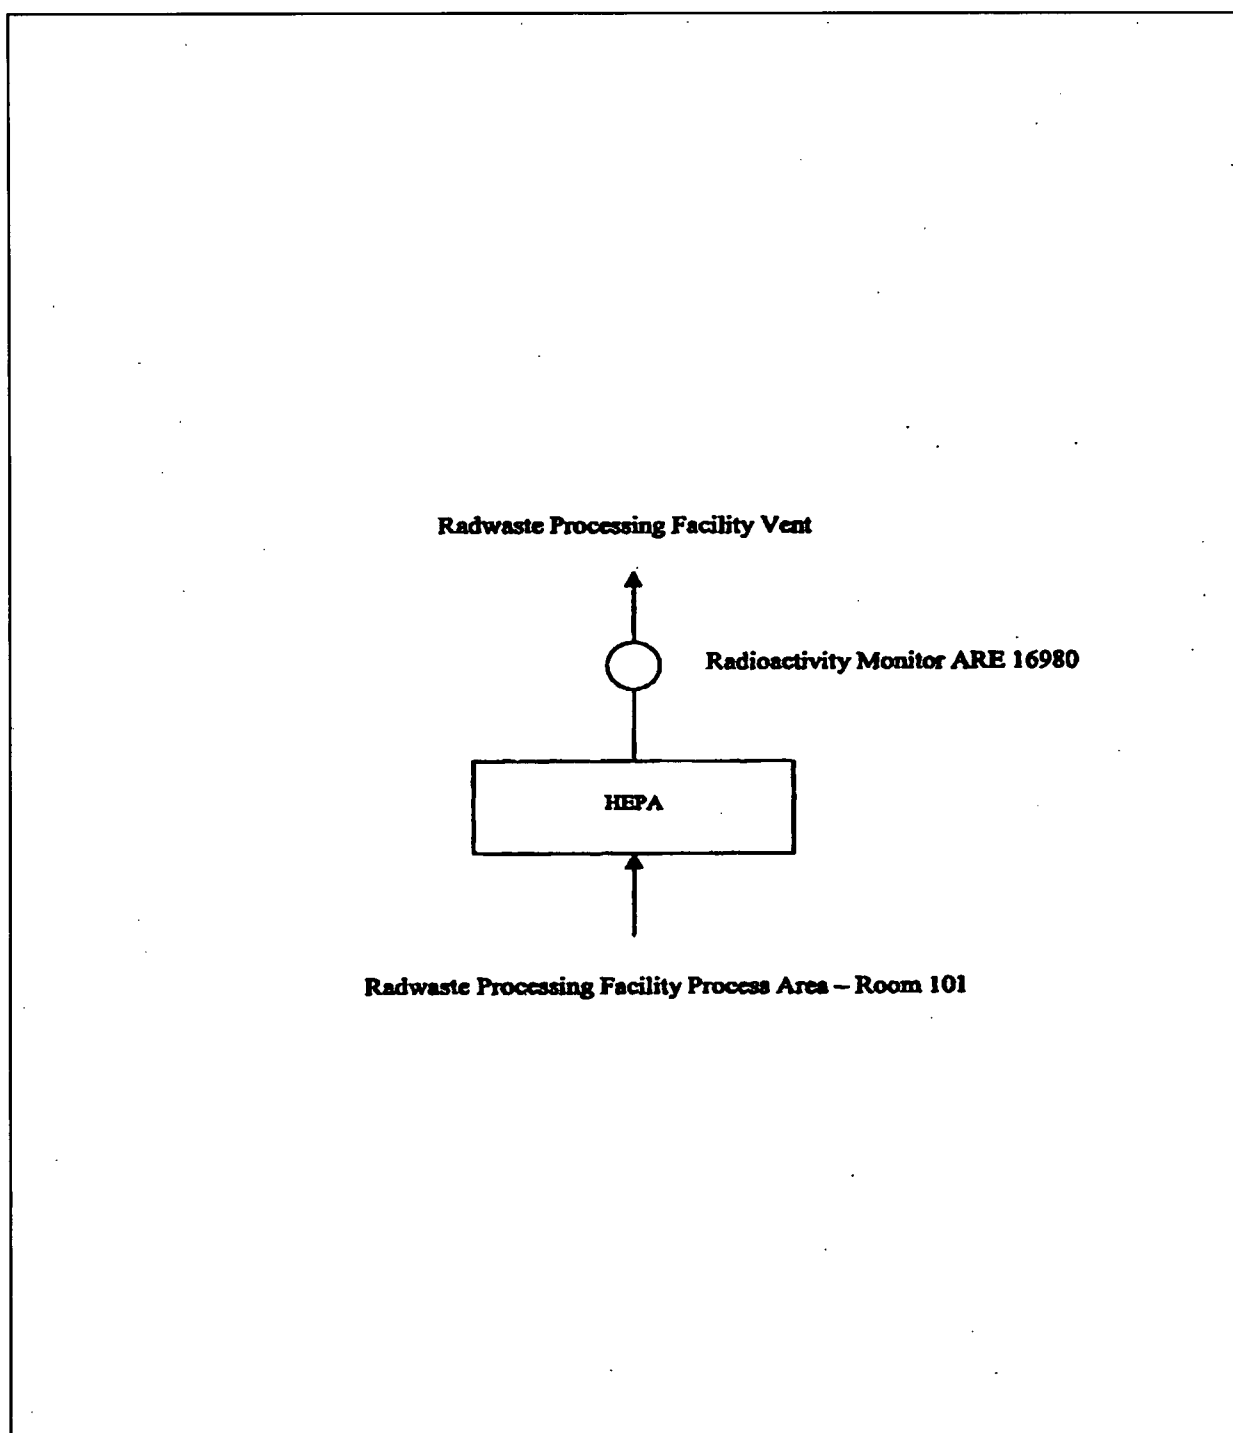 Radwaste Processing Facility Vent
Radioactivity Monitor ARE 16980
HEPA
Radwaste Processing Facility Process Area – Room 101